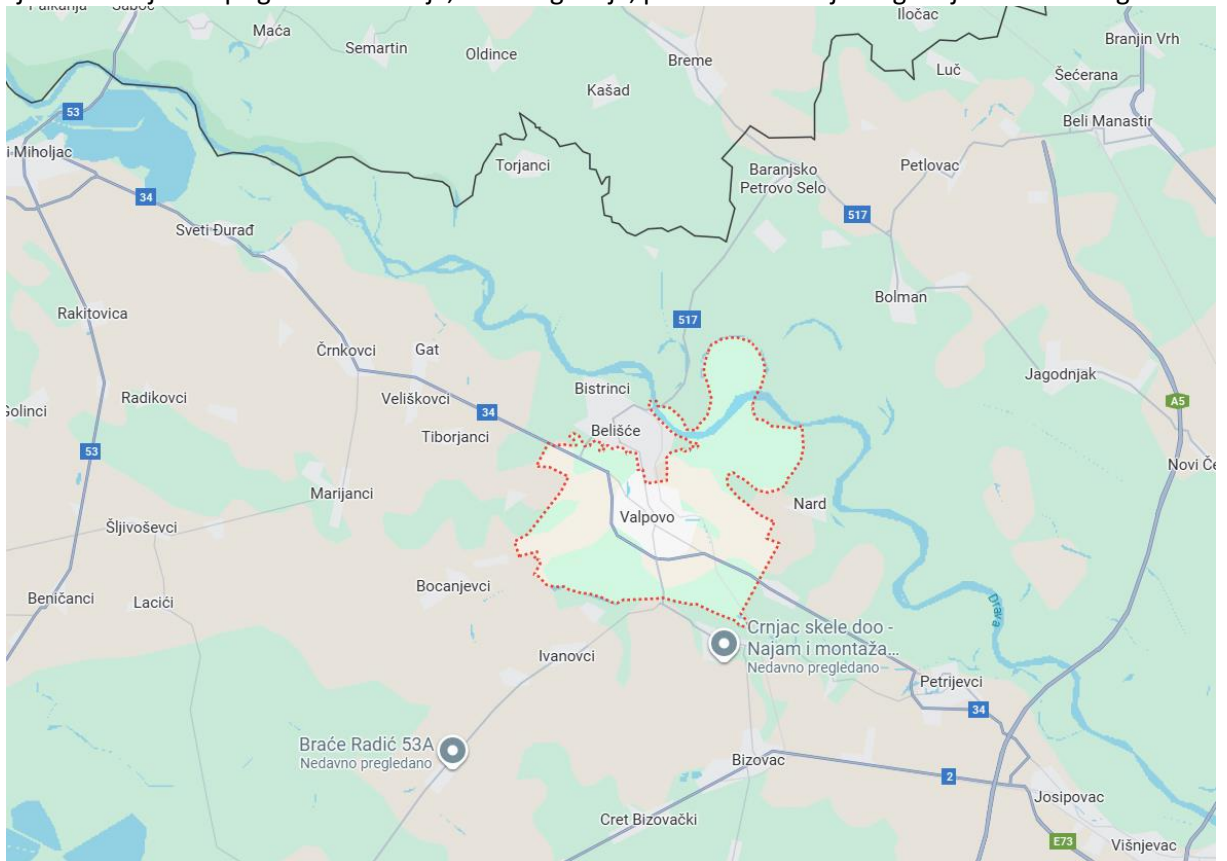 Maća
Semartin
Oldince
Breme
Iločac
Branjin Vrh
Luč
Šećerana
Kašad
53
Beli Manastir
i Miholjac
Torjanci
Baranjsko
Petrovo Selo
Petlovac
34
517
Sveti Đurađ
Bolman
Rakitovica
517
Črnkovci
Gat
Jagodnjak
Bistrinci
Radikovci
Veliškovci
A5
Golinci
34
Belišće
Tiborjanci
53
Novi Če
Marijanci
Nard
Valpovo
Šljivoševci
Bocanjevci
Beničanci
Lacići
Drava
Crnjac skele doo -
Najam i montaža...
Nedavno pregledano
Ivanovci
Petrijevci
34
Braće Radić 53A
Nedavno pregledano
Bizovac
2
Josipovac
Cret Bizovački
E73
Višnjevac